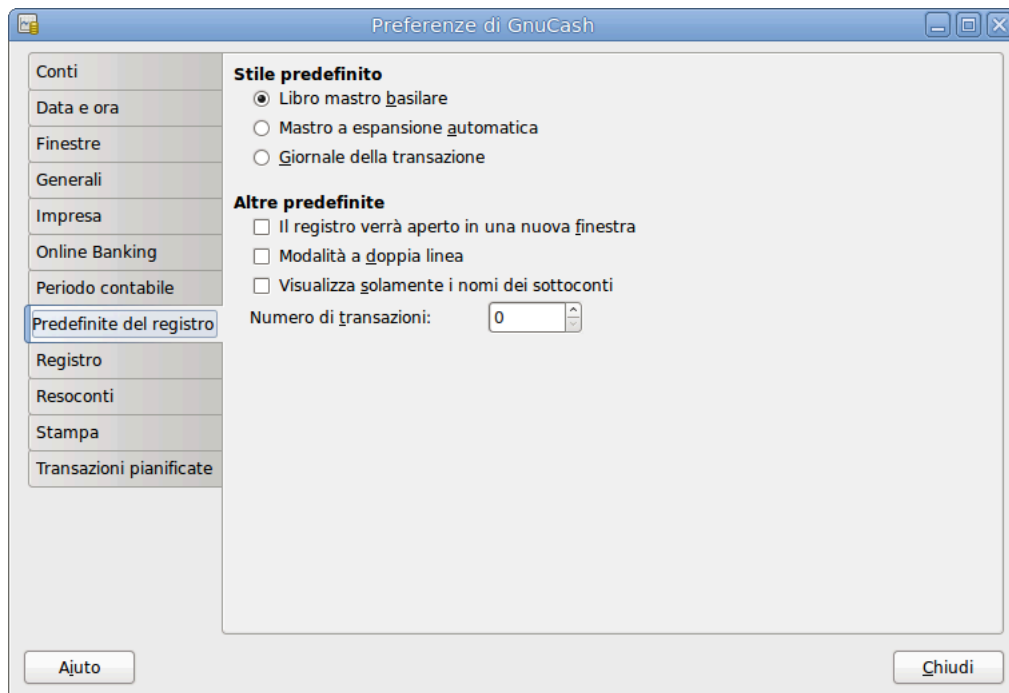 Preferenze di GnuCash
Conti
Data e ora
Finestre
Generali
Impresa
Online Banking
Periodo contabile
Predefinite del registro
Registro
Resoconti
Stampa
Transazioni pianificate
Stile predefinito
Libro mastro basilare
Mastro a espansione automatica
Giornale della transazione
Altre predefinite
Il registro verrà aperto in una nuova finestra
Modalità a doppia linea
Visualizza solamente i nomi dei sottoconti
Numero di transazioni: 0
Aiuto
Chiudi